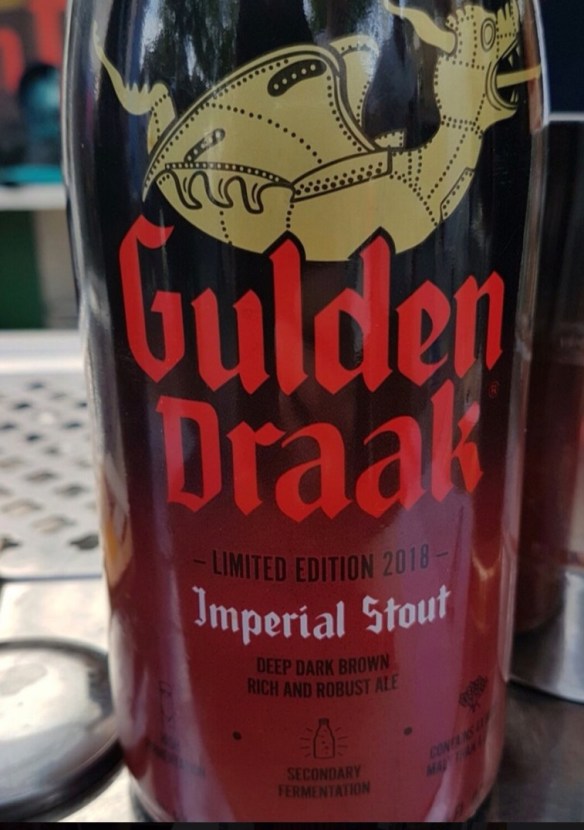 Gulden
Draak
– LIMITED EDITION 2018 –
Imperial Stout
DEEP DARK BROWN
RICH AND ROBUST ALE
SECONDARY
FERMENTATION